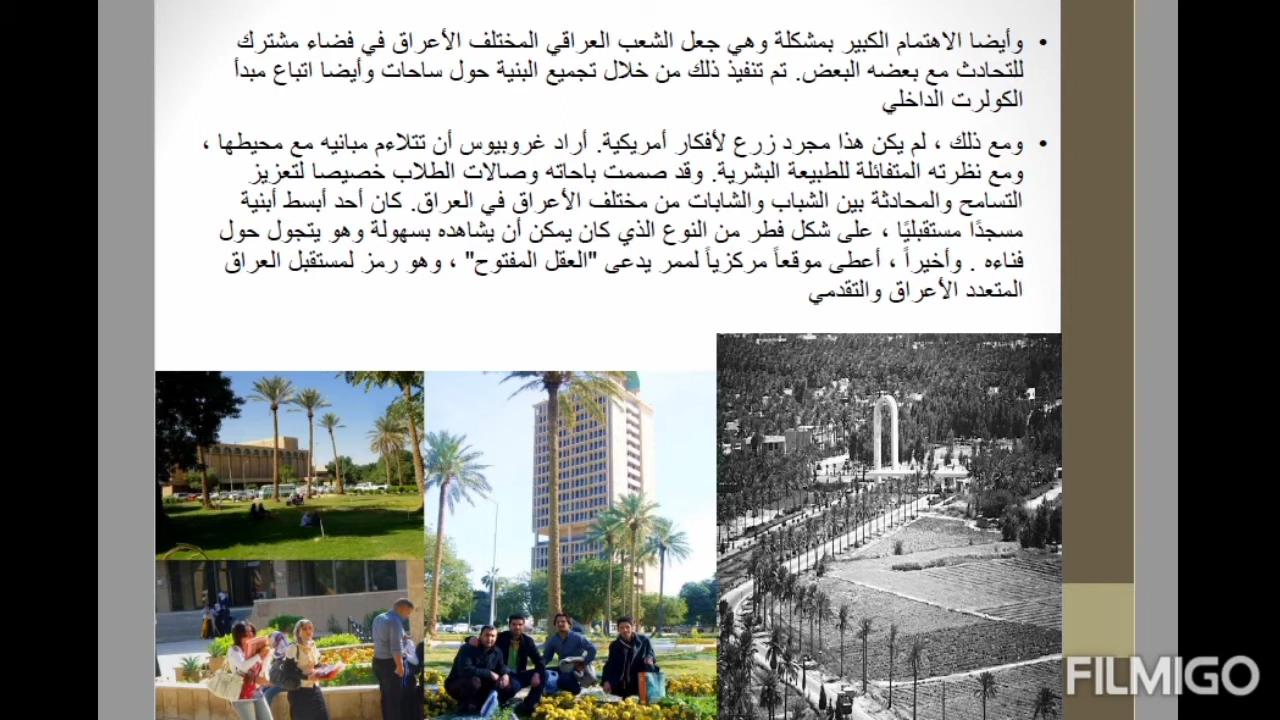 • وأيضا الاهتمام الكبير بمشكلة وهي جعل الشعب العراقي المختلف الأعراق في فضاء مشترك
للتحادث مع بعضه البعض. تم تنفيذ ذلك من خلال تجميع البنية حول ساحات وأيضا اتباع مبدأ
الكولرت الداخلي
• ومع ذلك ، لم يكن هذا مجرد زرع لأفكار أمريكية. أراد غروبيوس أن تتلاءم مبانيه مع محيطها ،
ومع نظرته المتفائلة للطبيعة البشرية. وقد صممت باحاته وصالات الطلاب خصيصا لتعزيز
التسامح والمحادثة بين الشباب والشابات من مختلف الأعراق في العراق. كان أحد أبسط أبنية
مسجدًا مستقبليًا ، على شكل فطر من النوع الذي كان يمكن أن يشاهده بسهولة وهو يتجول حول
فناءه . وأخيراً ، أعطى موقعاً مركزياً لممر يدعى "العقل المفتوح" ، وهو رمز لمستقبل العراق
المتعدد الأعراق والتقدمي
FILMIGO